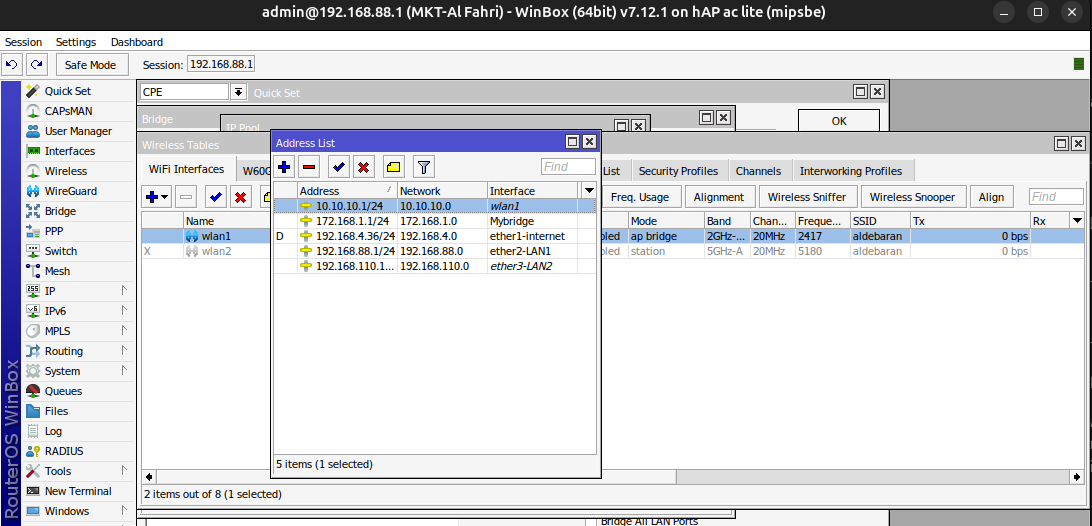 admin@192.168.88.1 (MKT-Al Fahri) - WinBox (64bit) v7.12.1 on hAP ac lite (mipsbe)
Session Settings Dashboard
Safe Mode Session: 192.168.88.1
Quick Set
CAPsMAN
User Manager
Interfaces
Wireless
WireGuard
Bridge
PPP
Switch
Mesh
IP
IPv6
MPLS
Routing
System
Queues
Files
Log
RADIUS
Tools
New Terminal
Windows
RouterOS WinBox
CPE Quick Set
OK
Bridge
IP Pool
Wireless Tables
WiFi Interfaces W60G List Security Profiles Channels Interworking Profiles
Freq. Usage Alignment Wireless Sniffer Wireless Snooper Align Find
Name Mode Band Chan... Freque... SSID Tx Rx
wlan1 bled ap bridge 2GHz-... 20MHz 2417 aldebaran 0 bps
X wlan2 bled station 5GHz-A 20MHz 5180 aldebaran 0 bps
2 items out of 8 (1 selected)
Address List
Find
Address / Network Interface
10.10.10.1/24 10.10.10.0 wlan1
172.168.1.1/24 172.168.1.0 Mybridge
D 192.168.4.36/24 192.168.4.0 ether1-internet
192.168.88.1/24 192.168.88.0 ether2-LAN1
192.168.110.1... 192.168.110.0 ether3-LAN2
5 items (1 selected)
Bridge All LAN Ports